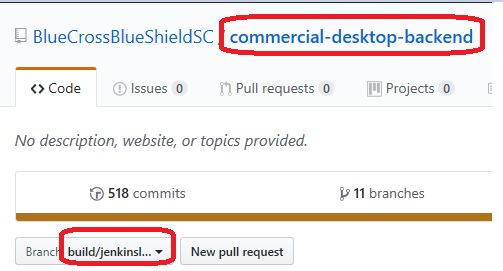 BlueCrossBlueShieldSC / commercial-desktop-backend
Code Issues 0 Pull requests 0 Projects 0
No description, website, or topics provided.
518 commits 11 branches
Branch: build/jenkinsl... New pull request